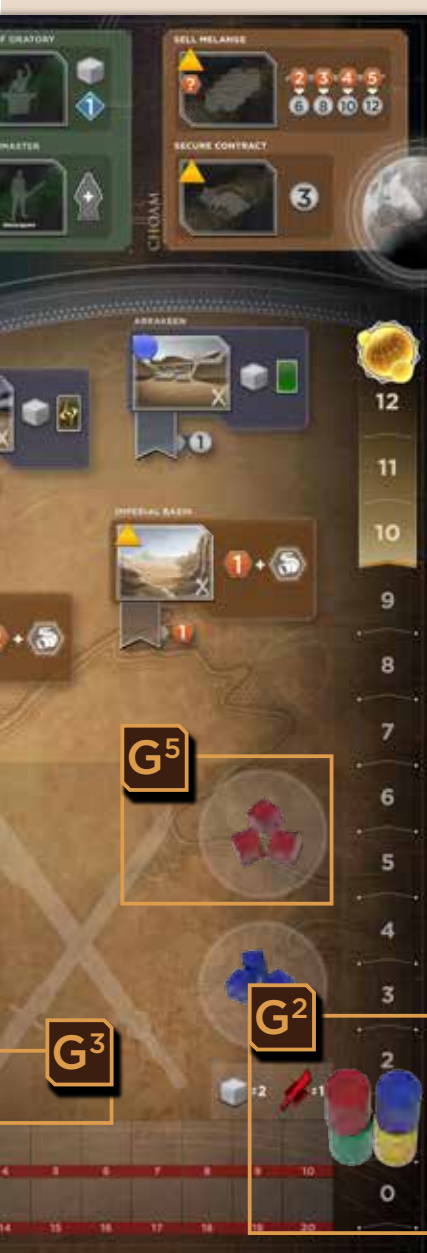 F ORATORY
1
MASTER
+
SELL MELANGE
?
2 3 4 5
6 8 10 12
SECURE CONTRACT
3
CHOAM
ARRAKEEN
X
1
X
IMPERIAL BASIN
X
1 +
1
+
12
11
10
9
8
7
6
5
4
3
2
0
G5
G3
G2
=2
=1
4 5 6 7 8 9 10
14 15 16 17 18 19 20